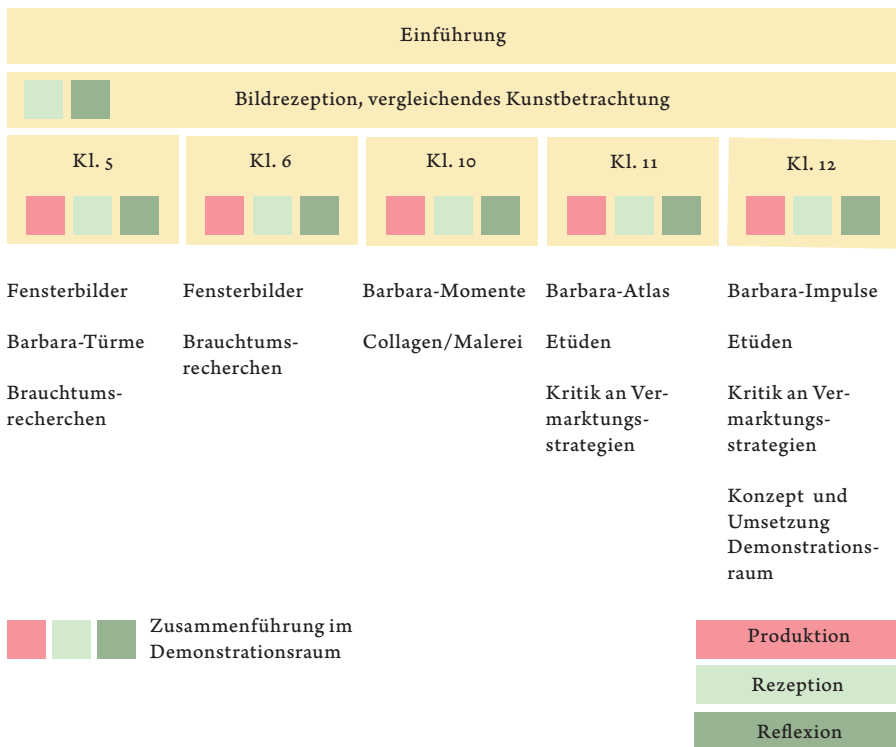 Einführung
Bildrezeption, vergleichendes Kunstbetrachtung
Kl. 5
Kl. 6
Kl. 10
Kl. 11
Kl. 12
Fensterbilder
Barbara-Türme
Brauchtums-
recherchen
Fensterbilder
Brauchtums-
recherchen
Barbara-Momente
Collagen/Malerei
Barbara-Atlas
Etüden
Kritik an Ver-
marktungs-
strategien
Barbara-Impulse
Etüden
Kritik an Ver-
marktungs-
strategien
Konzept und
Umsetzung
Demonstrations-
raum
Zusammenführung im
Demonstrationsraum
Produktion
Rezeption
Reflexion